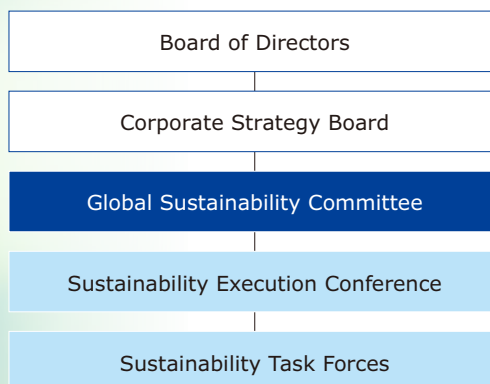 Board of Directors
Corporate Strategy Board
Global Sustainability Committee
Sustainability Execution Conference
Sustainability Task Forces